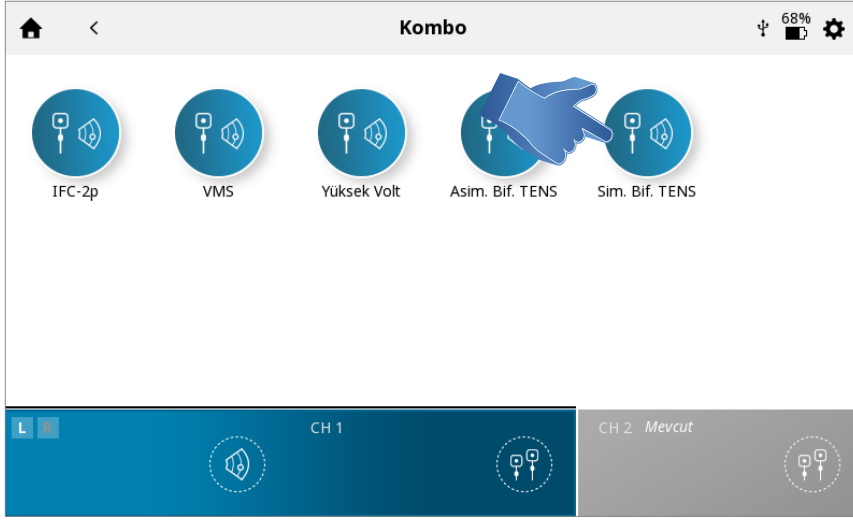 Kombo
68%
IFC-2p
VMS
Yüksek Volt
Asim. Bif. TENS
Sim. Bif. TENS
L R
CH 1
CH 2 Mevcut